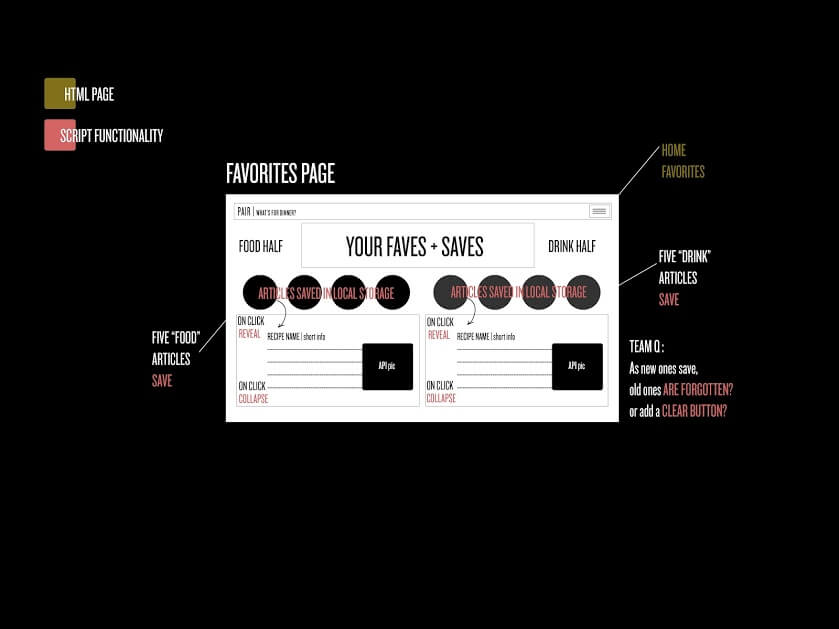 HTML PAGE
SCRIPT FUNCTIONALITY
FAVORITES PAGE
HOME
FAVORITES
PAIR | WHAT'S FOR DINNER?
FOOD HALF
YOUR FAVES + SAVES
DRINK HALF
ARTICLES SAVED IN LOCAL STORAGE
ARTICLES SAVED IN LOCAL STORAGE
ON CLICK
REVEAL
RECIPE NAME | short info
API pic
ON CLICK
COLLAPSE
ON CLICK
REVEAL
RECIPE NAME | short info
API pic
ON CLICK
COLLAPSE
FIVE "FOOD"
ARTICLES
SAVE
FIVE "DRINK"
ARTICLES
SAVE
TEAM Q :
As new ones save,
old ones ARE FORGOTTEN?
or add a CLEAR BUTTON?